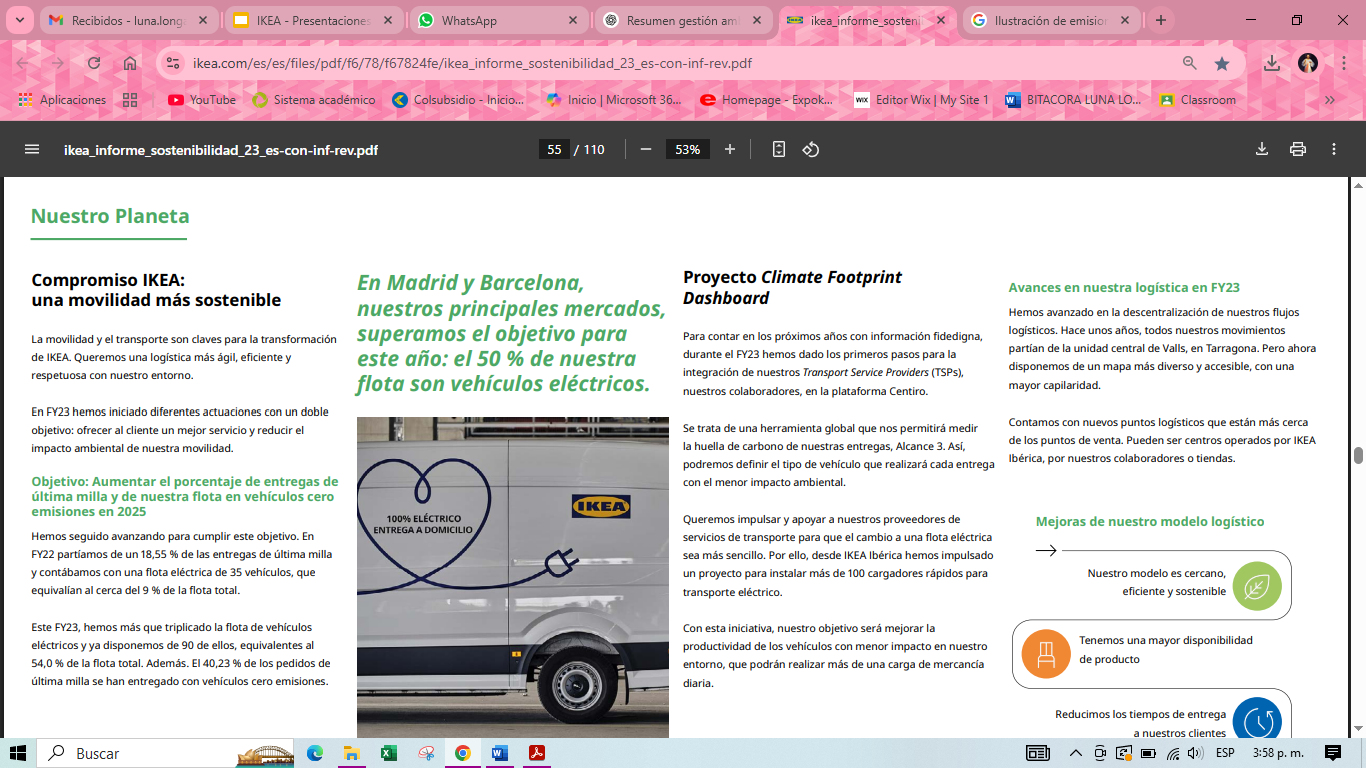 Recibidos - luna.long
IKEA - Presentaciones
WhatsApp
Resumen gestión am
ikea_informe_sosteni
Ilustración de emisio
ikea.com/es/es/files/pdf/f6/78/f67824fe/ikea_informe_sostenibilidad_23_es-con-inf-rev.pdf
Aplicaciones
YouTube
Sistema académico
Colsubsidio - Inicio...
Inicio | Microsoft 36...
Homepage - Expok...
WIX
Editor Wix | My Site 1
BITACORA LUNA LO...
Classroom
ikea_informe_sostenibilidad_23_es-con-inf-rev.pdf
55 / 110
53%
Nuestro Planeta
Compromiso IKEA:
una movilidad más sostenible
La movilidad y el transporte son claves para la transformación
de IKEA. Queremos una logística más ágil, eficiente y
respetuosa con nuestro entorno.
En FY23 hemos iniciado diferentes actuaciones con un doble
objetivo: ofrecer al cliente un mejor servicio y reducir el
impacto ambiental de nuestra movilidad.
Objetivo: Aumentar el porcentaje de entregas de
última milla y de nuestra flota en vehículos cero
emisiones en 2025
Hemos seguido avanzando para cumplir este objetivo. En
FY22 partíamos de un 18,55 % de las entregas de última milla
y contábamos con una flota eléctrica de 35 vehículos, que
equivalían al cerca del 9 % de la flota total.
Este FY23, hemos más que triplicado la flota de vehículos
eléctricos y ya disponemos de 90 de ellos, equivalentes al
54,0 % de la flota total. Además. El 40,23 % de los pedidos de
última milla se han entregado con vehículos cero emisiones.
En Madrid y Barcelona,
nuestros principales mercados,
superamos el objetivo para
este año: el 50 % de nuestra
flota son vehículos eléctricos.
100% ELÉCTRICO
ENTREGA A DOMICILIO
IKEA
Proyecto Climate Footprint
Dashboard
Para contar en los próximos años con información fidedigna,
durante el FY23 hemos dado los primeros pasos para la
integración de nuestros Transport Service Providers (TSPs),
nuestros colaboradores, en la plataforma Centiro.
Se trata de una herramienta global que nos permitirá medir
la huella de carbono de nuestras entregas, Alcance 3. Así,
podremos definir el tipo de vehículo que realizará cada entrega
con el menor impacto ambiental.
Queremos impulsar y apoyar a nuestros proveedores de
servicios de transporte para que el cambio a una flota eléctrica
sea más sencillo. Por ello, desde IKEA Ibérica hemos impulsado
un proyecto para instalar más de 100 cargadores rápidos para
transporte eléctrico.
Con esta iniciativa, nuestro objetivo será mejorar la
productividad de los vehículos con menor impacto en nuestro
entorno, que podrán realizar más de una carga de mercancía
diaria.
Avances en nuestra logística en FY23
Hemos avanzado en la descentralización de nuestros flujos
logísticos. Hace unos años, todos nuestros movimientos
partían de la unidad central de Valls, en Tarragona. Pero ahora
disponemos de un mapa más diverso y accesible, con una
mayor capilaridad.
Contamos con nuevos puntos logísticos que están más cerca
de los puntos de venta. Pueden ser centros operados por IKEA
Ibérica, por nuestros colaboradores o tiendas.
Mejoras de nuestro modelo logístico
Nuestro modelo es cercano,
eficiente y sostenible
Tenemos una mayor disponibilidad
de producto
Reducimos los tiempos de entrega
a nuestros clientes
Buscar
ESP
3:58 p. m.